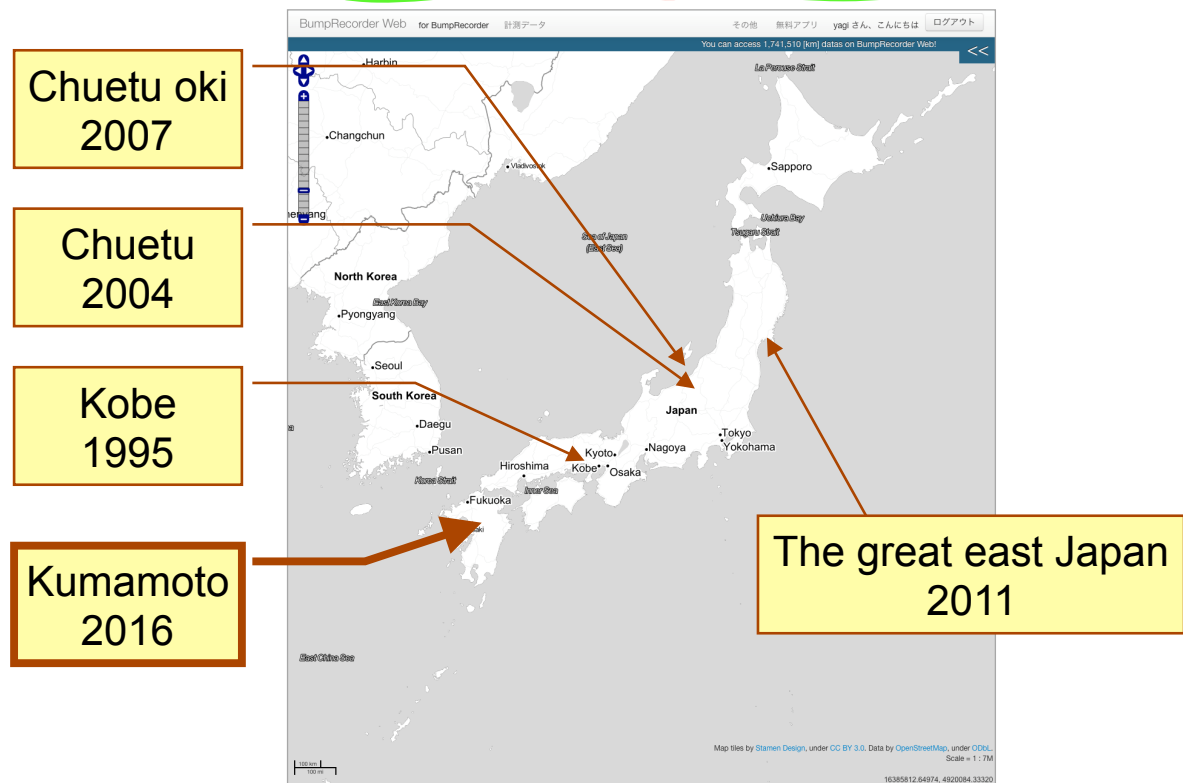 BumpRecorder Web for BumpRecorder 計測データ その他 無料アプリ yagi さん、こんにちは ログアウト
You can access 1,741,510 [km] datas on BumpRecorder Web!
<<
Chuetu oki
2007
Chuetu
2004
Kobe
1995
Kumamoto
2016
The great east Japan
2011
Harbin
La Perouse Strait
Changchun
Vladivostok
Sapporo
Uchiura Bay
Tsugaru Strait
Sea of Japan
(East Sea)
North Korea
East Korea Bay
Pyongyang
Seoul
South Korea
Japan
Daegu
Tokyo
Yokohama
Nagoya
Pusan
Kyoto
Hiroshima
Kobe
Osaka
Korea Strait
Inner Sea
Fukuoka
East China Sea
Map tiles by Stamen Design, under CC BY 3.0. Data by OpenStreetMap, under ODbL.
Scale = 1 : 7M
100 km
100 mi
16385812.64974, 4920084.33320